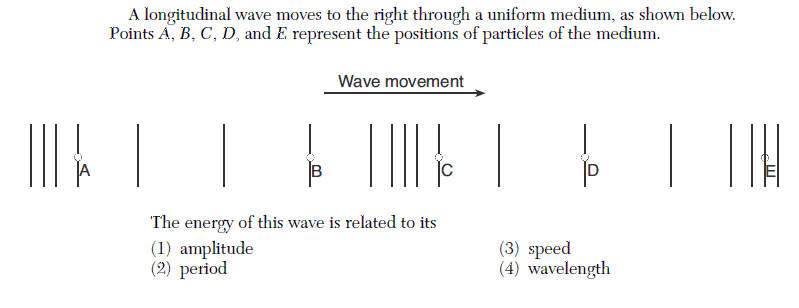 A longitudinal wave moves to the right through a uniform medium, as shown below.
Points A, B, C, D, and E represent the positions of particles of the medium.
Wave movement
A B C D E
The energy of this wave is related to its
(1) amplitude (3) speed
(2) period (4) wavelength